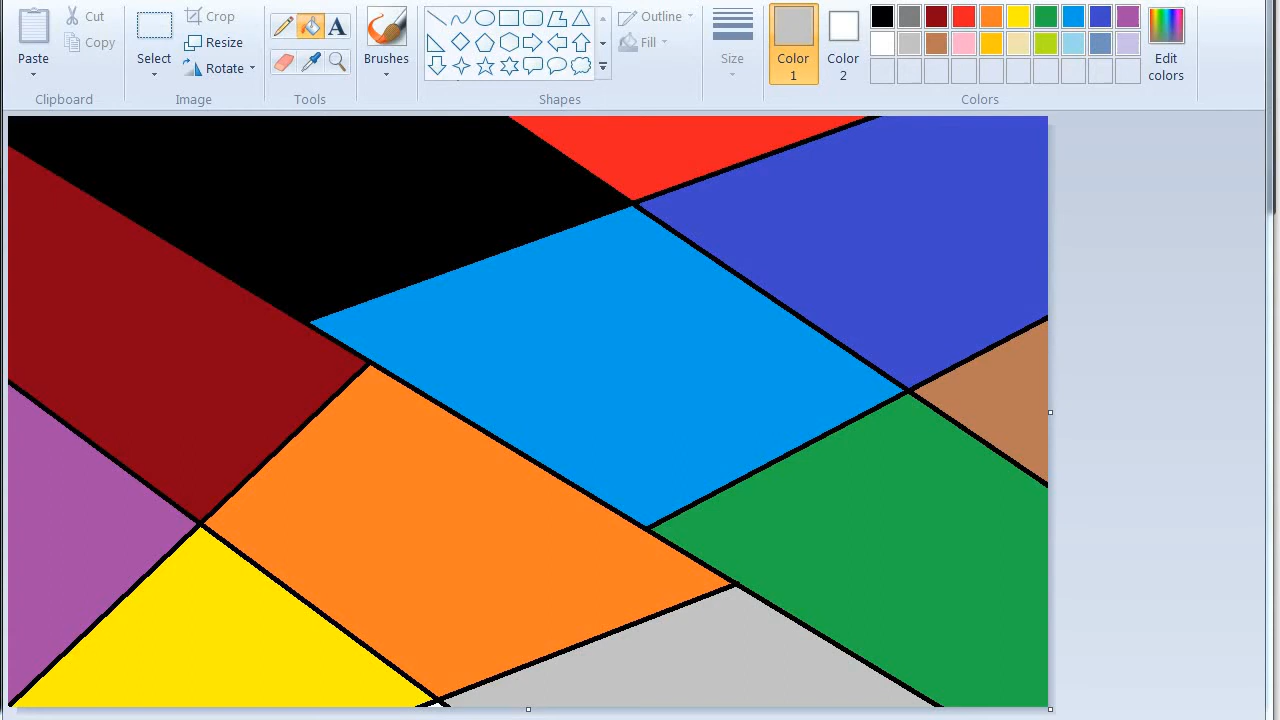 Cut
Copy
Paste
Clipboard
Crop
Resize
Rotate
Select
Image
A
Tools
Brushes
Outline
Fill
Shapes
Size
Color
1
Color
2
Edit
colors
Colors